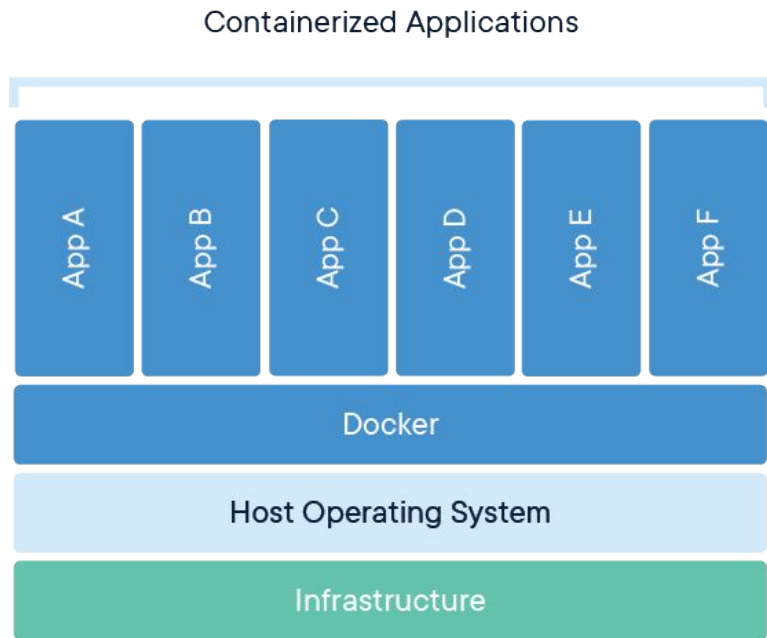 Containerized Applications
App A
App B
App C
App D
App E
App F
Docker
Host Operating System
Infrastructure